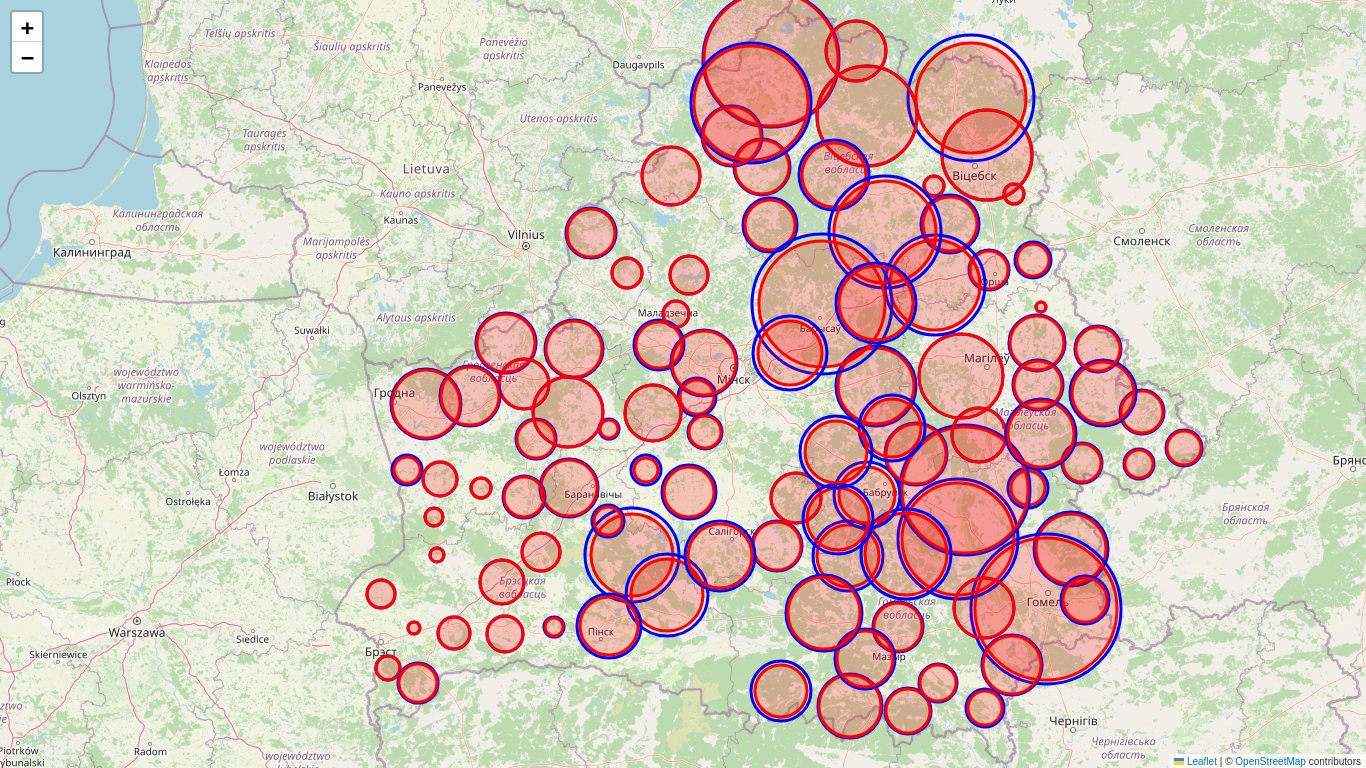 +
−
Луки
Telšių apskritis
Šiaulių apskritis
Panevėžio
apskritis
Klaipėdos
apskritis
Daugavpils
Panevėžys
Utenos apskritis
Tauragės
apskritis
Lietuva
Віцебская
вобласць
Віцебск
Kauno apskritis
Калининградская
область
Kaunas
Vilnius
Калининград
Marijampolės
apskritis
Смоленск
Смоленская
область
Орша
Alytaus apskritis
Маладзечна
Suwałki
Барысаў
Магілёў
Гродзенская
вобласць
Мінск
województwo
warmińsko-
mazurskie
Olsztyn
Гродна
Магілёўская
вобласць
województwo
podlaskie
Łomża
Ostrołęka
Białystok
Баранавічы
Бабруйск
Брянская
область
Салігорск
Płock
Брэсцкая
вобласць
Гомельская
вобласць
Гомель
Warszawa
Siedlce
Skierniewice
Брэст
Пінск
Мазыр
Piotrków
Trybunalski
Radom
województwo
Чернігів
Чернігівська
область
Leaflet | © OpenStreetMap contributors